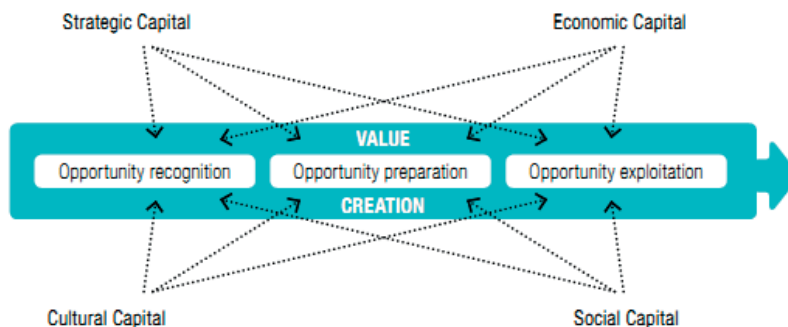 Strategic Capital
Economic Capital
VALUE
Opportunity recognition
Opportunity preparation
Opportunity exploitation
CREATION
Cultural Capital
Social Capital